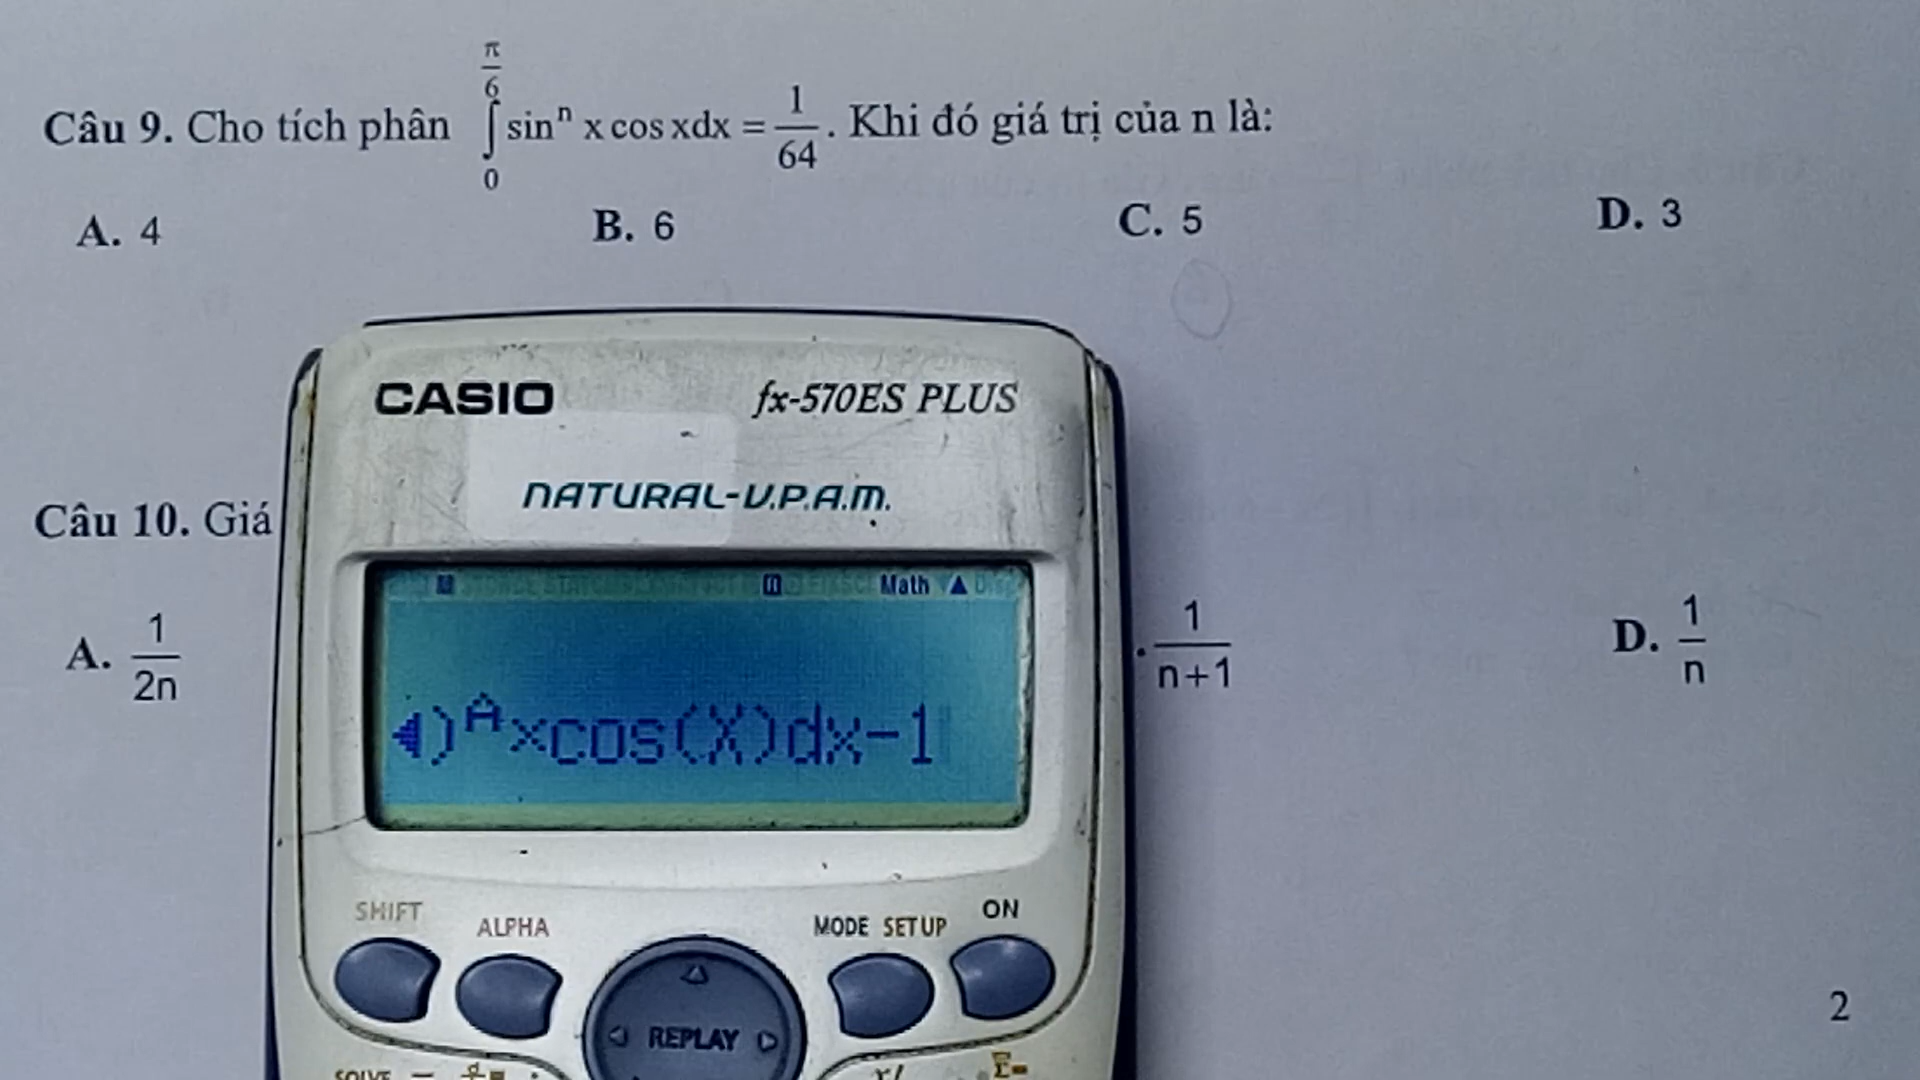 Câu 9. Cho tích phân ∫₀^(π/6) sinⁿ x cos xdx = 1/64. Khi đó giá trị của n là:
A. 4 B. 6 C. 5 D. 3
CASIO fx-570ES PLUS
NATURAL-V.P.A.M.
Câu 10. Giá
Math ▲
A. 1/2n . 1/(n+1) D. 1/n
◀)^A×cos(X)dx-1
SHIFT ALPHA MODE SETUP ON
REPLAY
2
SOLVE